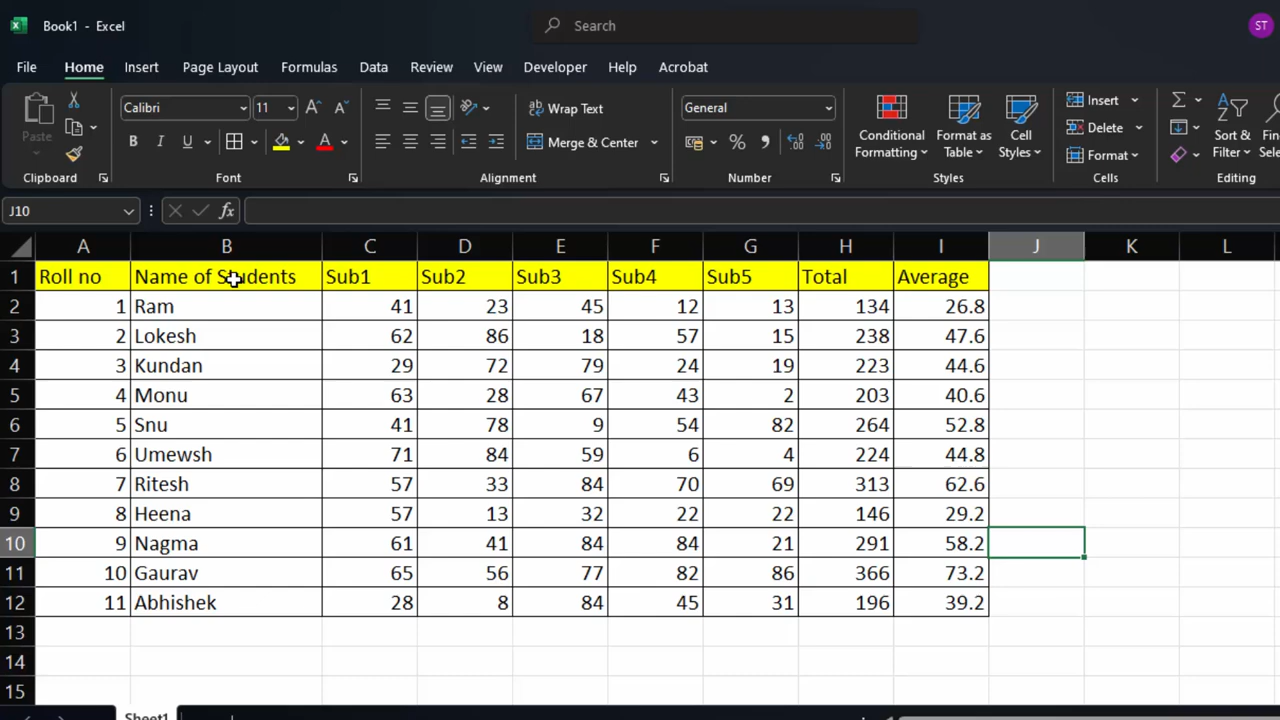 Book1 - Excel
Search
ST
File Home Insert Page Layout Formulas Data Review View Developer Help Acrobat
Paste
Calibri 11
B I U
Wrap Text
Merge & Center
General
Conditional Formatting
Format as Table
Cell Styles
Insert
Delete
Format
Sort & Filter
Clipboard Font Alignment Number Styles Cells Editing
J10 fx
A B C D E F G H I J K L
1 Roll no Name of Students Sub1 Sub2 Sub3 Sub4 Sub5 Total Average
2 1 Ram 41 23 45 12 13 134 26.8
3 2 Lokesh 62 86 18 57 15 238 47.6
4 3 Kundan 29 72 79 24 19 223 44.6
5 4 Monu 63 28 67 43 2 203 40.6
6 5 Snu 41 78 9 54 82 264 52.8
7 6 Umewsh 71 84 59 6 4 224 44.8
8 7 Ritesh 57 33 84 70 69 313 62.6
9 8 Heena 57 13 32 22 22 146 29.2
10 9 Nagma 61 41 84 84 21 291 58.2
11 10 Gaurav 65 56 77 82 86 366 73.2
12 11 Abhishek 28 8 84 45 31 196 39.2
13
14
15
Sheet1